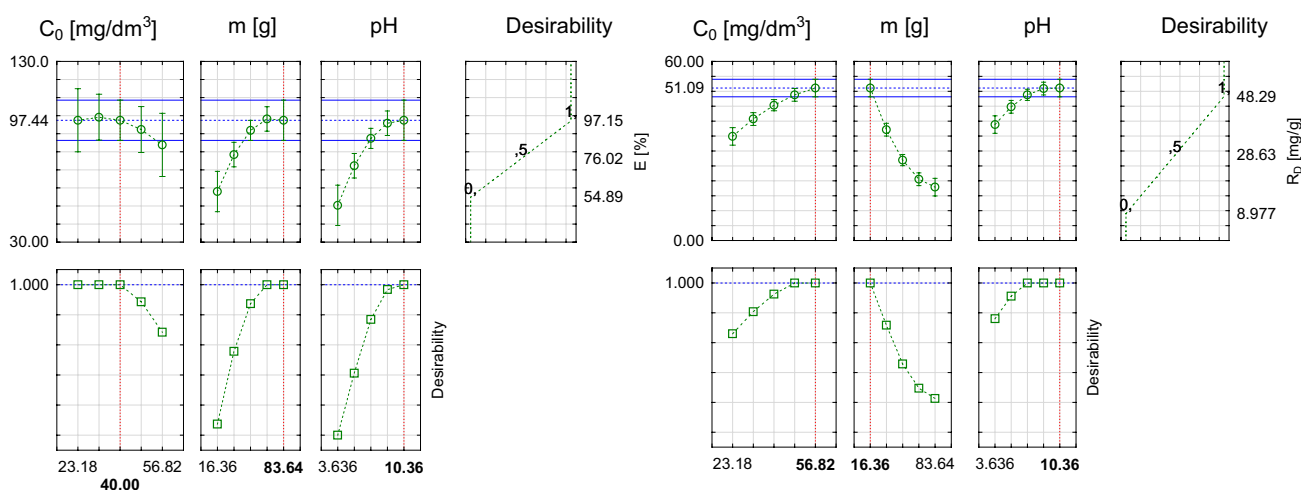 C₀ [mg/dm³] m [g] pH Desirability
130.0
97.44
30.00
1,
,5
0,
97.15
76.02
54.89
E [%]
1.000
Desirability
23.18 56.82 16.36 83.64 3.636 10.36
40.00
C₀ [mg/dm³] m [g] pH Desirability
60.00
51.09
0.00
1,
,5
0,
48.29
28.63
8.977
R_D [mg/g]
1.000
Desirability
23.18 56.82 16.36 83.64 3.636 10.36